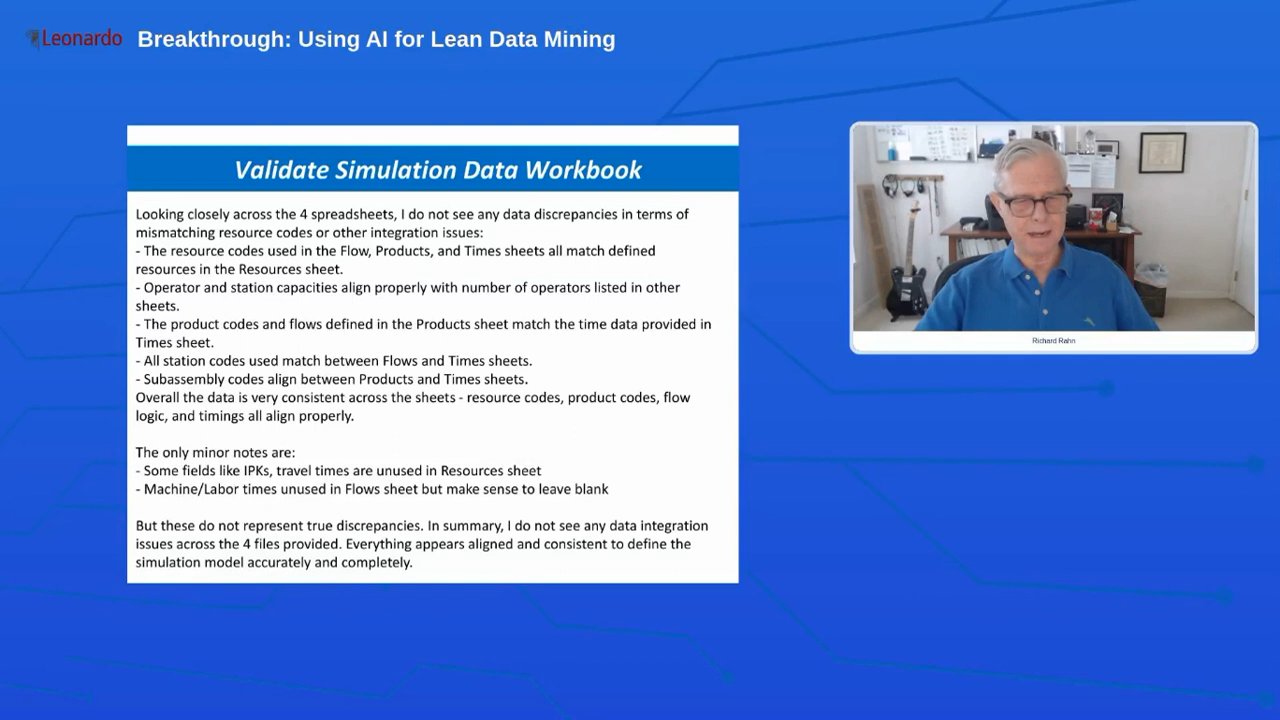 Leonardo
Breakthrough: Using AI for Lean Data Mining
Validate Simulation Data Workbook
Looking closely across the 4 spreadsheets, I do not see any data discrepancies in terms of
mismatching resource codes or other integration issues:
- The resource codes used in the Flow, Products, and Times sheets all match defined
resources in the Resources sheet.
- Operator and station capacities align properly with number of operators listed in other
sheets.
- The product codes and flows defined in the Products sheet match the time data provided in
Times sheet.
- All station codes used match between Flows and Times sheets.
- Subassembly codes align between Products and Times sheets.
Overall the data is very consistent across the sheets - resource codes, product codes, flow
logic, and timings all align properly.
The only minor notes are:
- Some fields like IPKs, travel times are unused in Resources sheet
- Machine/Labor times unused in Flows sheet but make sense to leave blank
But these do not represent true discrepancies. In summary, I do not see any data integration
issues across the 4 files provided. Everything appears aligned and consistent to define the
simulation model accurately and completely.
Richard Rahn